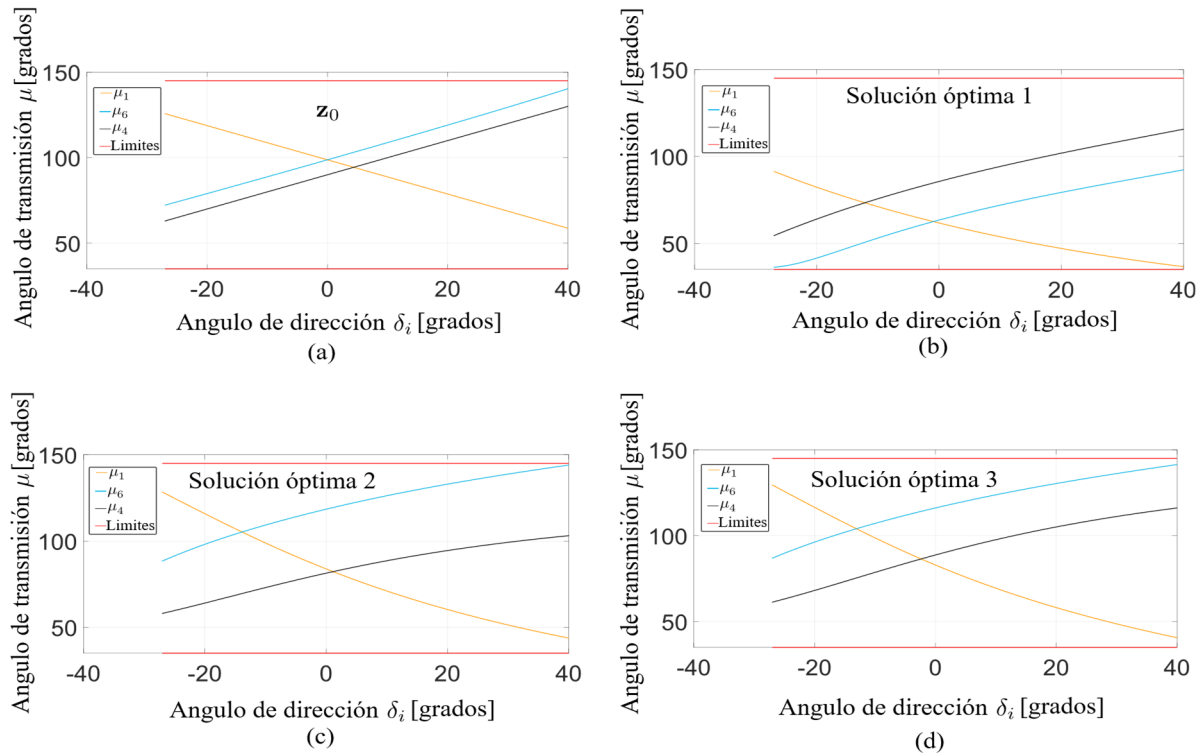 Angulo de transmisión μ [grados]
150
100
50
μ1
μ6
μ4
Limites
z0
-40
-20
0
20
40
Angulo de dirección δi [grados]
(a)
Angulo de transmisión μ [grados]
150
100
50
μ1
μ6
μ4
Limites
Solución óptima 1
-40
-20
0
20
40
Angulo de dirección δi [grados]
(b)
Angulo de transmisión μ [grados]
150
100
50
μ1
μ6
μ4
Limites
Solución óptima 2
-40
-20
0
20
40
Angulo de dirección δi [grados]
(c)
Angulo de transmisión μ [grados]
150
100
50
μ1
μ6
μ4
Limites
Solución óptima 3
-40
-20
0
20
40
Angulo de dirección δi [grados]
(d)